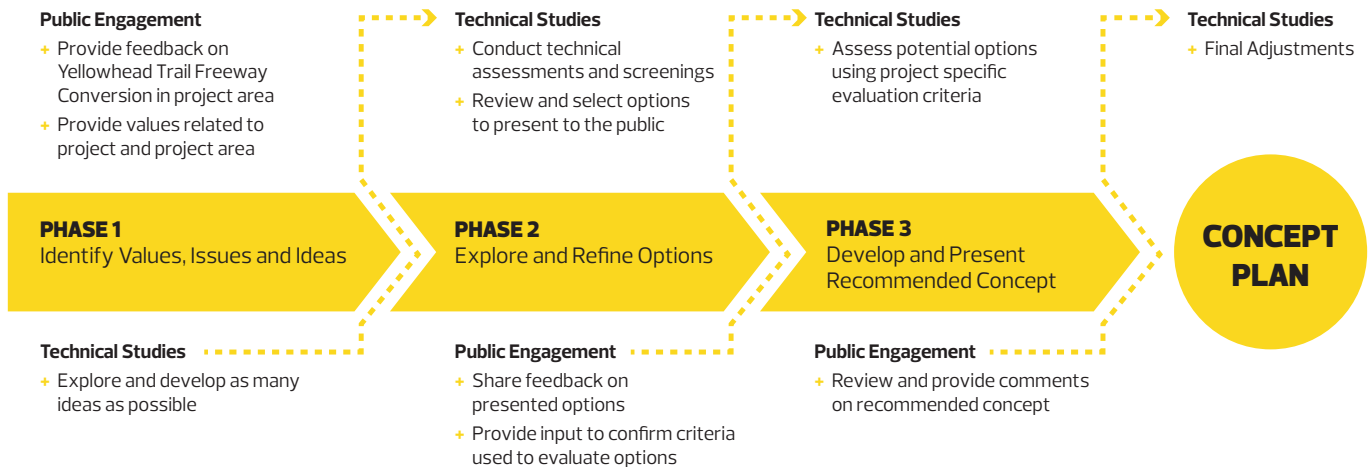 Public Engagement
+ Provide feedback on
Yellowhead Trail Freeway
Conversion in project area
+ Provide values related to
project and project area
Technical Studies
+ Conduct technical
assessments and screenings
+ Review and select options
to present to the public
Technical Studies
+ Assess potential options
using project specific
evaluation criteria
Technical Studies
+ Final Adjustments
PHASE 1
Identify Values, Issues and Ideas
PHASE 2
Explore and Refine Options
PHASE 3
Develop and Present
Recommended Concept
CONCEPT
PLAN
Technical Studies
+ Explore and develop as many
ideas as possible
Public Engagement
+ Share feedback on
presented options
+ Provide input to confirm criteria
used to evaluate options
Public Engagement
+ Review and provide comments
on recommended concept